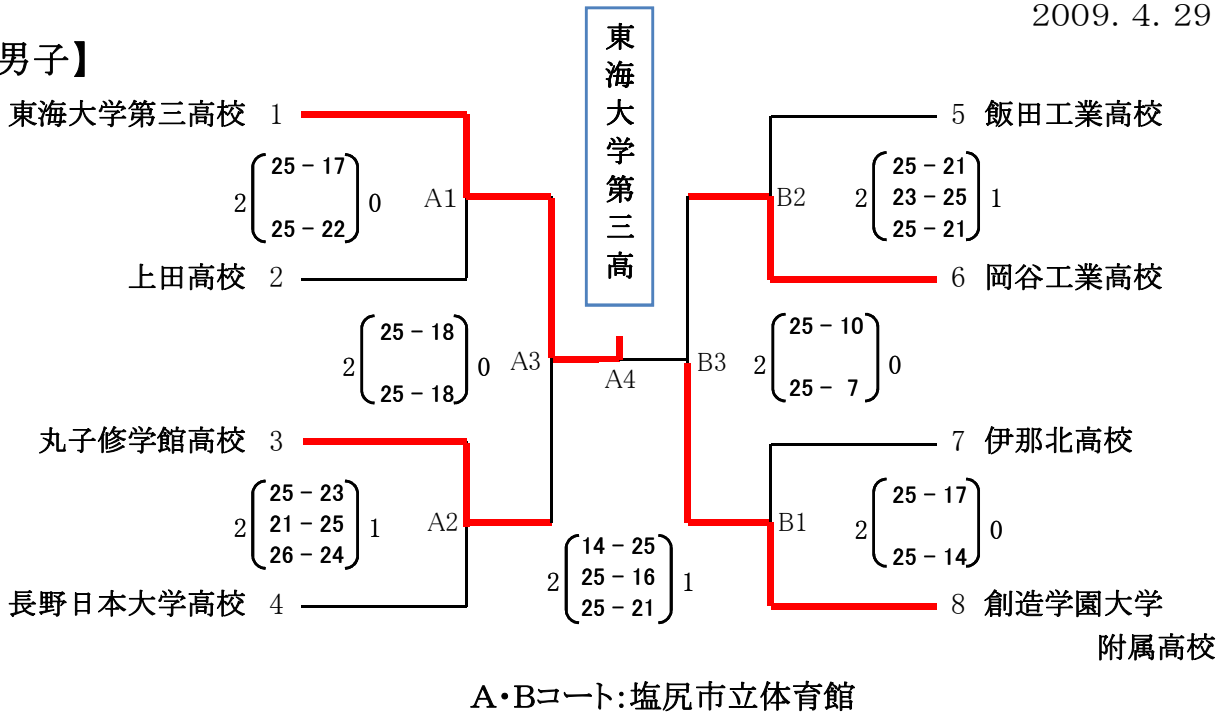 2009. 4. 29
男子】
東海大学第三高
東海大学第三高校 1
2 25 − 17 0
25 − 22
A1
上田高校 2
2 25 − 18 0
25 − 18
A3
丸子修学館高校 3
2 25 − 23 1
21 − 25
26 − 24
A2
長野日本大学高校 4
A4
2 14 − 25 1
25 − 16
25 − 21
5 飯田工業高校
B2
2 25 − 21 1
23 − 25
25 − 21
6 岡谷工業高校
B3
2 25 − 10 0
25 − 7
7 伊那北高校
B1
2 25 − 17 0
25 − 14
8 創造学園大学
附属高校
A・Bコート：塩尻市立体育館